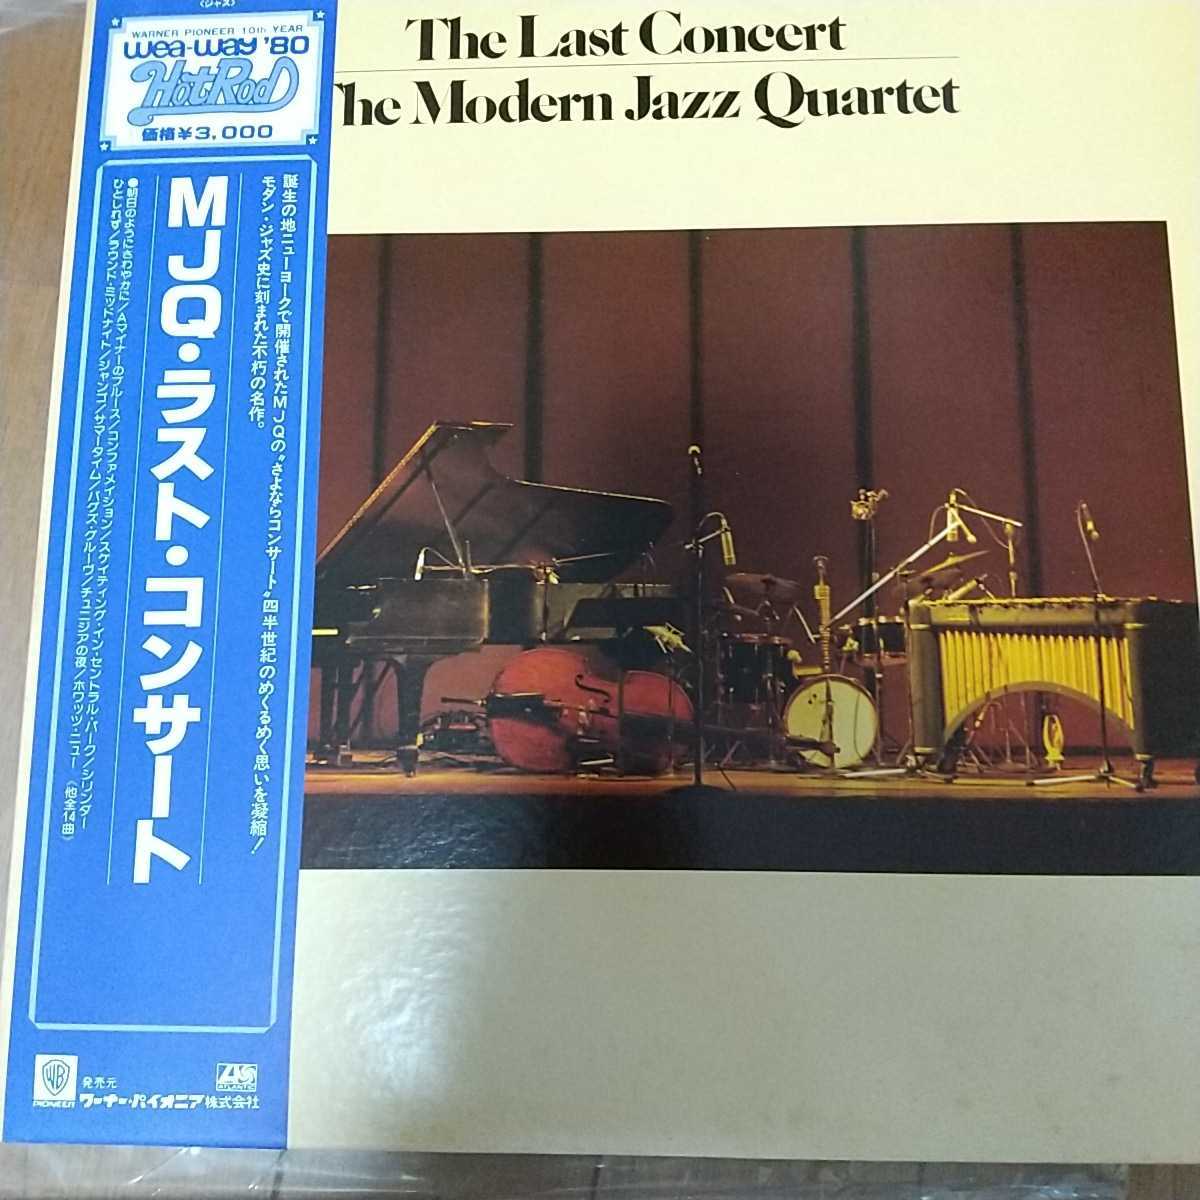 〈ジャズ〉
WARNER PIONEER 10th YEAR
wea-way '80
Hot Rod
価格¥3,000
The Last Concert
The Modern Jazz Quartet
誕生の地ニューヨークで開催されたMJQの“さよならコンサート”四半世紀のめくるめく思いを凝縮!
モダン・ジャズ史に刻まれた不朽の名作。
MJQ・ラスト・コンサート
●朝日のようにさわやかに/Aマイナーのブルース/コンファメイション/スケイティング・イン・セントラル・パーク/シリンダー
ひとしれず/ラウンド・ミッドナイト/ジャンゴ/サマータイム/バグズ・グルーヴ/チュニジアの夜/ホワッツ・ニュー
《他全14曲》
WB
PIONEER
発売元
ワーナー・パイオニア株式会社
ATLANTIC